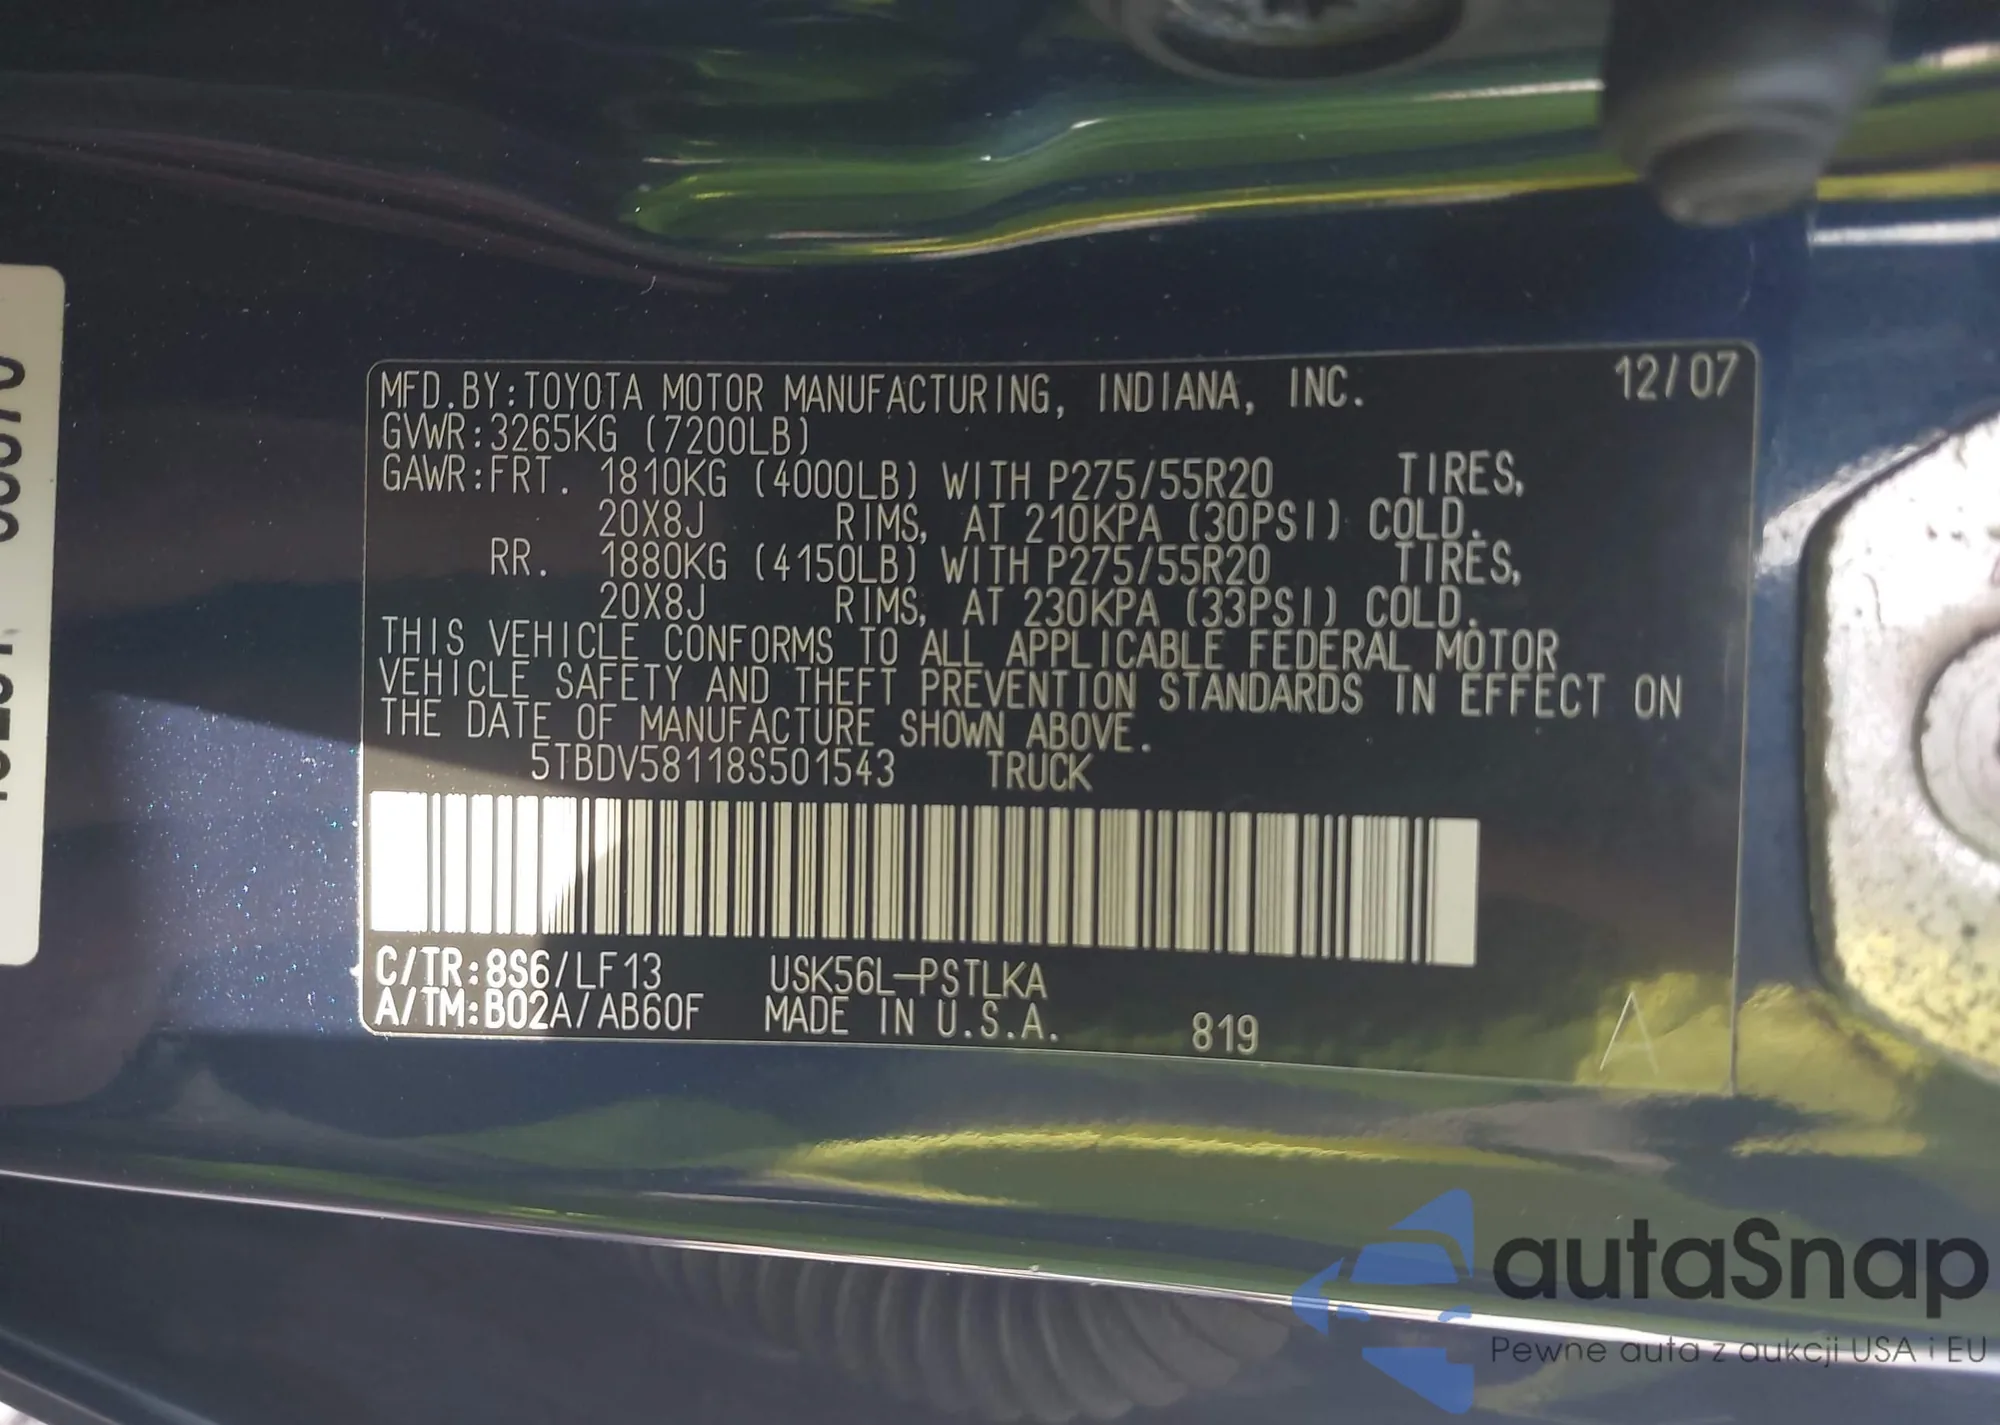 MFD.BY:TOYOTA MOTOR MANUFACTURING, INDIANA, INC. 12/07
GVWR:3265KG (7200LB)
GAWR:FRT. 1810KG (4000LB) WITH P275/55R20 TIRES,
20X8J RIMS, AT 210KPA (30PSI) COLD.
RR. 1880KG (4150LB) WITH P275/55R20 TIRES,
20X8J RIMS, AT 230KPA (33PSI) COLD.
THIS VEHICLE CONFORMS TO ALL APPLICABLE FEDERAL MOTOR
VEHICLE SAFETY AND THEFT PREVENTION STANDARDS IN EFFECT ON
THE DATE OF MANUFACTURE SHOWN ABOVE.
5TBDV58118S501543 TRUCK
C/TR:8S6/LF13 USK56L-PSTLKA
A/TM:B02A/AB60F MADE IN U.S.A. 819
A
autaSnap
Pewne auta z aukcji USA i EU